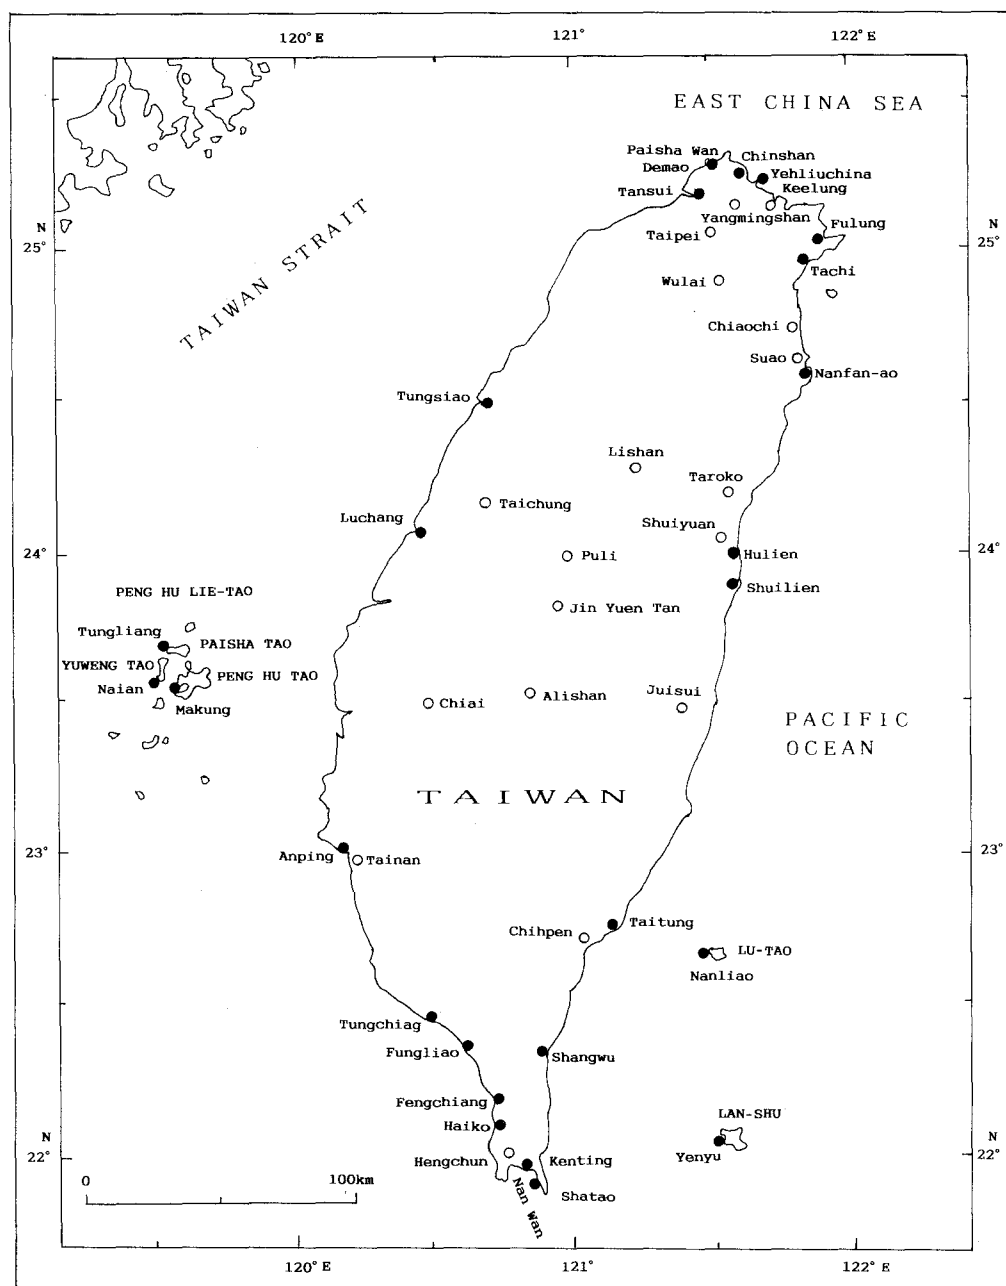 120°E
121°
122°E
EAST CHINA SEA
Paisha Wan
Chinshan
Demao
Yehliuchina
Tansui
Keelung
Yangmingshan
N
25°
Fulung
N
25°
Taipei
TAIWAN STRAIT
Tachi
Wulai
Chiaochi
Suao
Nanfan-ao
Tungsiao
Lishan
Taroko
Taichung
Luchang
Shuiyuan
24°
Puli
Hulien
24°
PENG HU LIE-TAO
Shuilien
Jin Yuen Tan
Tungliang
PAISHA TAO
YUWENG TAO
PENG HU TAO
Naian
Makung
Chiai
Alishan
Juisui
PACIFIC
OCEAN
TAIWAN
23°
Anping
Tainan
23°
Chihpen
Taitung
LU-TAO
Nanliao
Tungchiag
Fungliao
Shangwu
Fengchiang
Haiko
LAN-SHU
N
22°
Hengchun
Kenting
Yenyu
N
22°
0
100km
Nan Wan
Shatao
120°E
121°
122°E